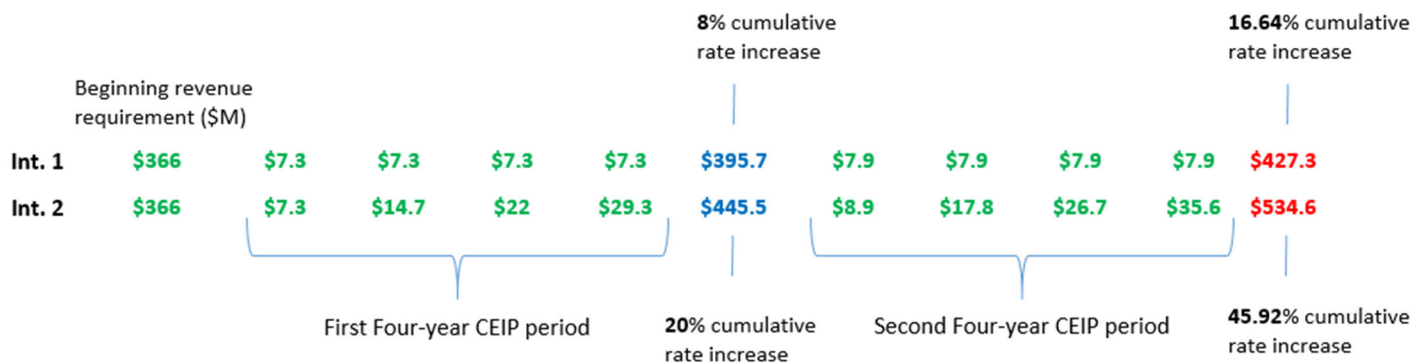 8% cumulative
rate increase
16.64% cumulative
rate increase
Beginning revenue
requirement ($M)
Int. 1 $366 $7.3 $7.3 $7.3 $7.3 $395.7 $7.9 $7.9 $7.9 $7.9 $427.3
Int. 2 $366 $7.3 $14.7 $22 $29.3 $445.5 $8.9 $17.8 $26.7 $35.6 $534.6
First Four-year CEIP period
20% cumulative
rate increase
Second Four-year CEIP period
45.92% cumulative
rate increase